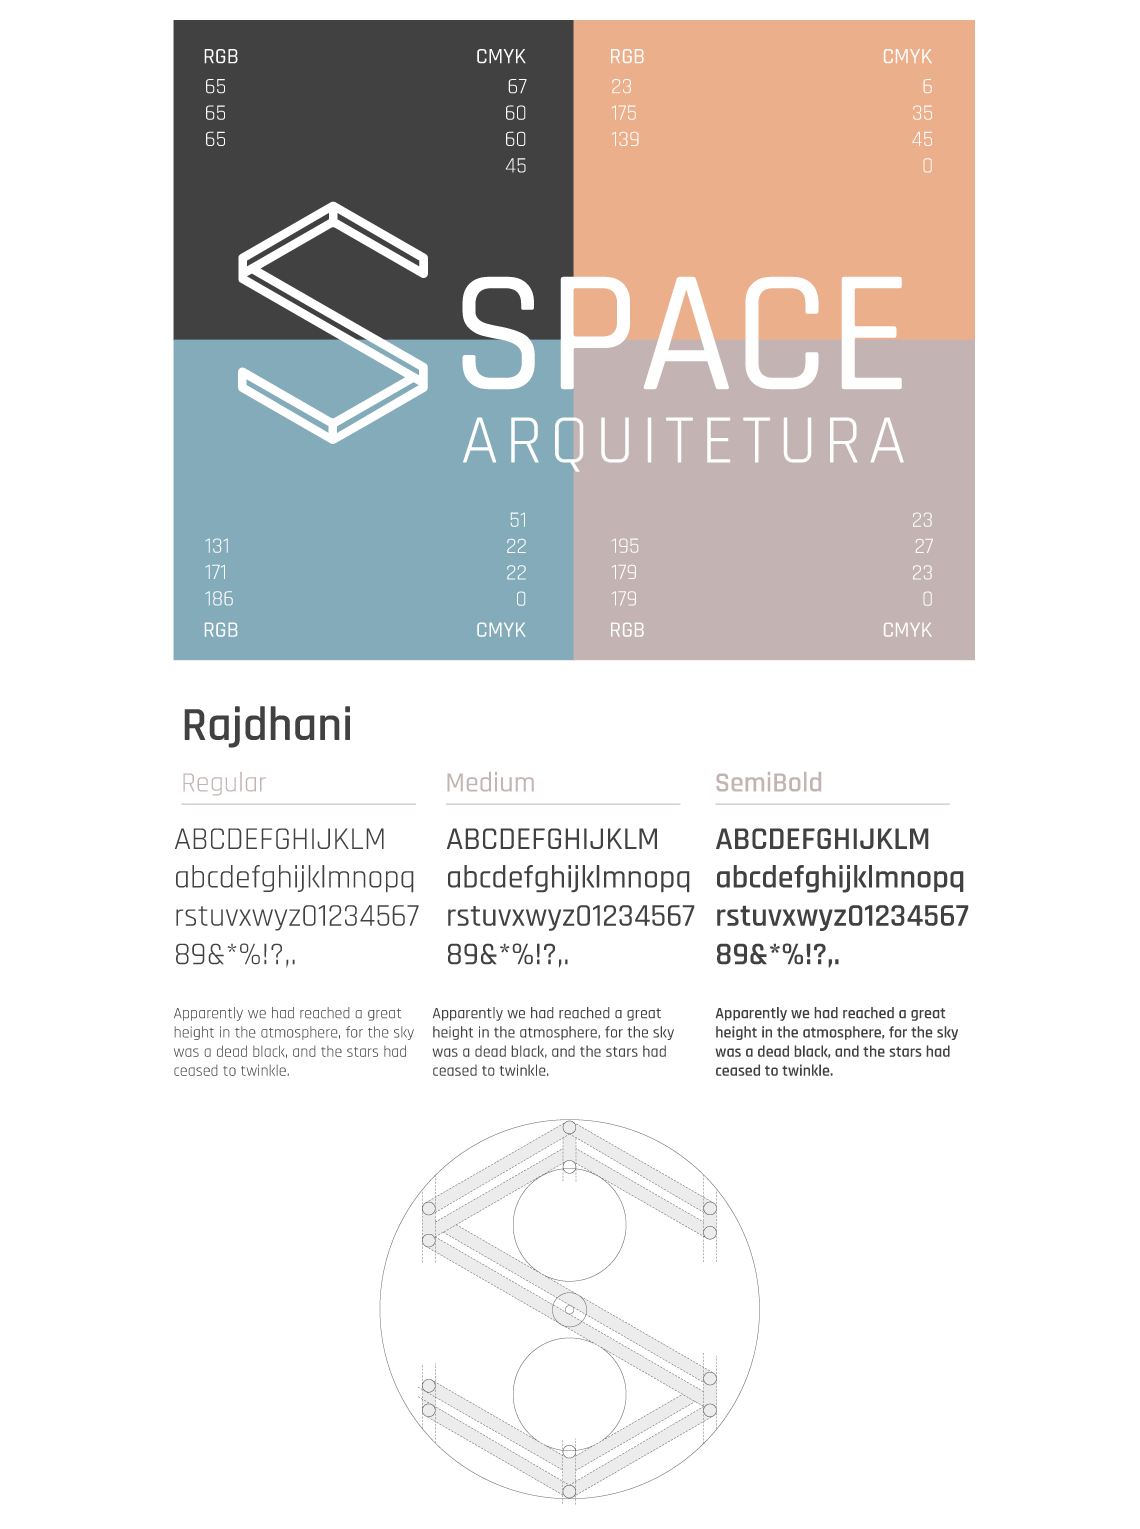 RGB CMYK RGB CMYK
65 67 23 6
65 60 175 35
65 60 139 45
45 0
SPACE
ARQUITETURA
51 23
131 22 195 27
171 22 179 23
186 0 179 0
RGB CMYK RGB CMYK
Rajdhani
Regular
ABCDEFGHIJKLM
abcdefghijklmnopq
rstuvxwyz01234567
89&*%!?,.
Apparently we had reached a great
height in the atmosphere, for the sky
was a dead black, and the stars had
ceased to twinkle.
Medium
ABCDEFGHIJKLM
abcdefghijklmnopq
rstuvxwyz01234567
89&*%!?,.
Apparently we had reached a great
height in the atmosphere, for the sky
was a dead black, and the stars had
ceased to twinkle.
SemiBold
ABCDEFGHIJKLM
abcdefghijklmnopq
rstuvxwyz01234567
89&*%!?,.
Apparently we had reached a great
height in the atmosphere, for the sky
was a dead black, and the stars had
ceased to twinkle.